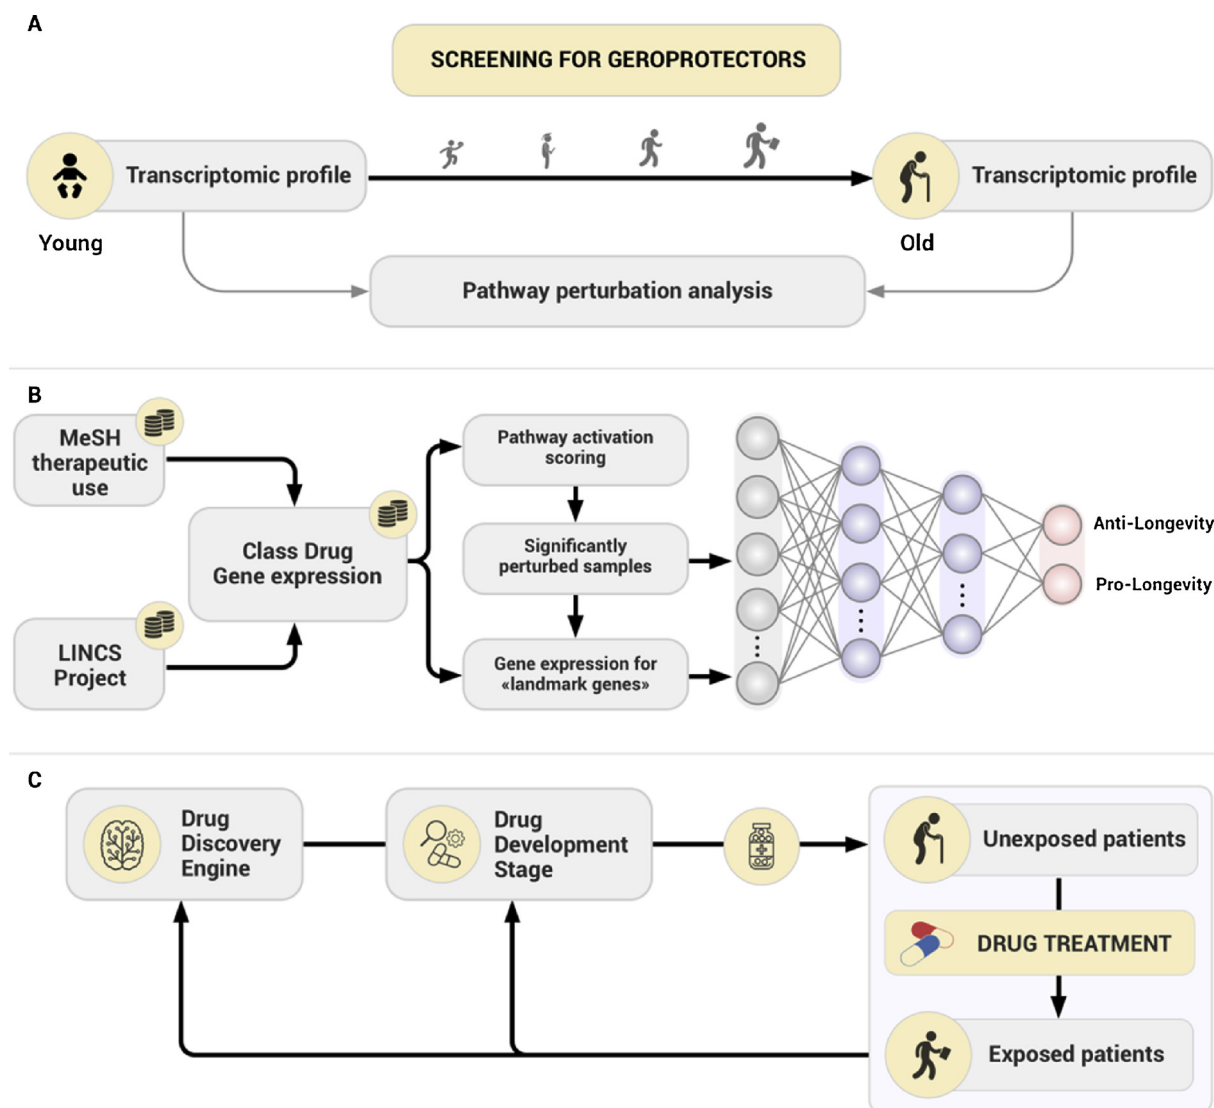 A
SCREENING FOR GEROPROTECTORS
Transcriptomic profile
Transcriptomic profile
Young
Old
Pathway perturbation analysis
B
MeSH
therapeutic
use
Class Drug
Gene expression
LINCS
Project
Pathway activation
scoring
Significantly
perturbed samples
Gene expression for
«landmark genes»
Anti-Longevity
Pro-Longevity
C
Drug
Discovery
Engine
Drug
Development
Stage
Unexposed patients
DRUG TREATMENT
Exposed patients